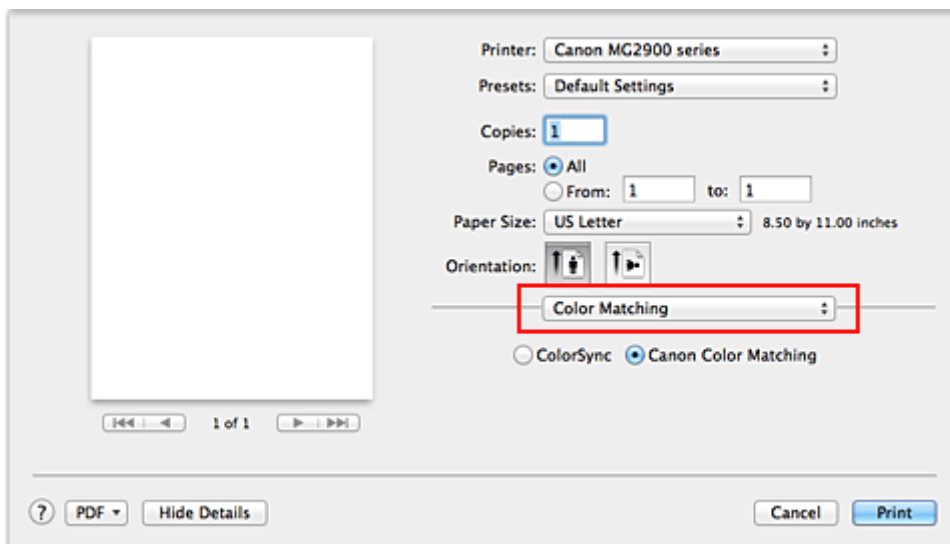 Printer: Canon MG2900 series
Presets: Default Settings
Copies: 1
Pages: All
From: 1 to: 1
Paper Size: US Letter 8.50 by 11.00 inches
Orientation:
Color Matching
ColorSync Canon Color Matching
1 of 1
? PDF Hide Details Cancel Print